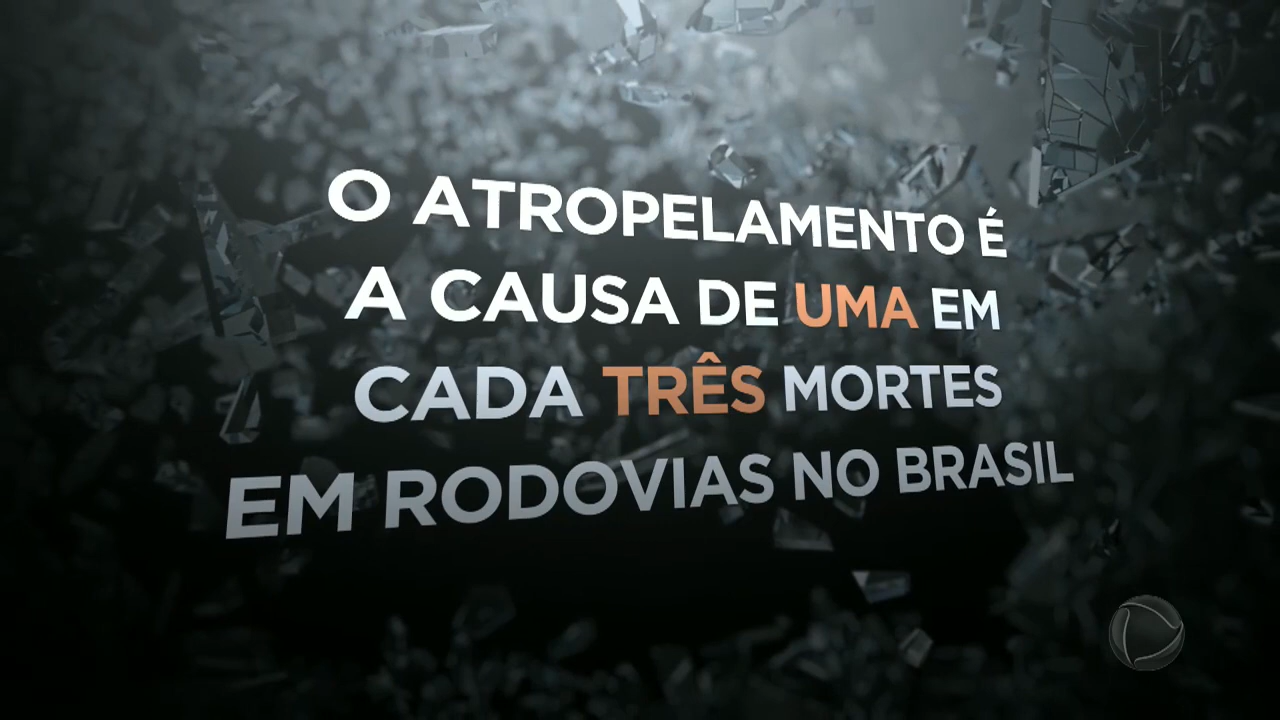 O ATROPELAMENTO É
A CAUSA DE UMA EM
CADA TRÊS MORTES
EM RODOVIAS NO BRASIL